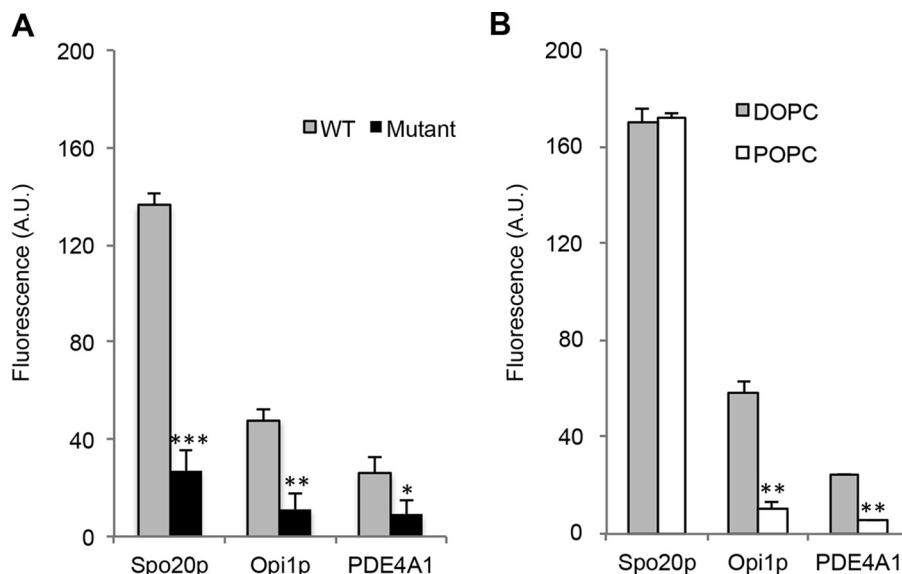 A
Fluorescence (A.U.)
200
160
120
80
40
0
WT Mutant
***
**
*
Spo20p Opi1p PDE4A1
B
Fluorescence (A.U.)
200
160
120
80
40
0
DOPC
POPC
**
**
Spo20p Opi1p PDE4A1